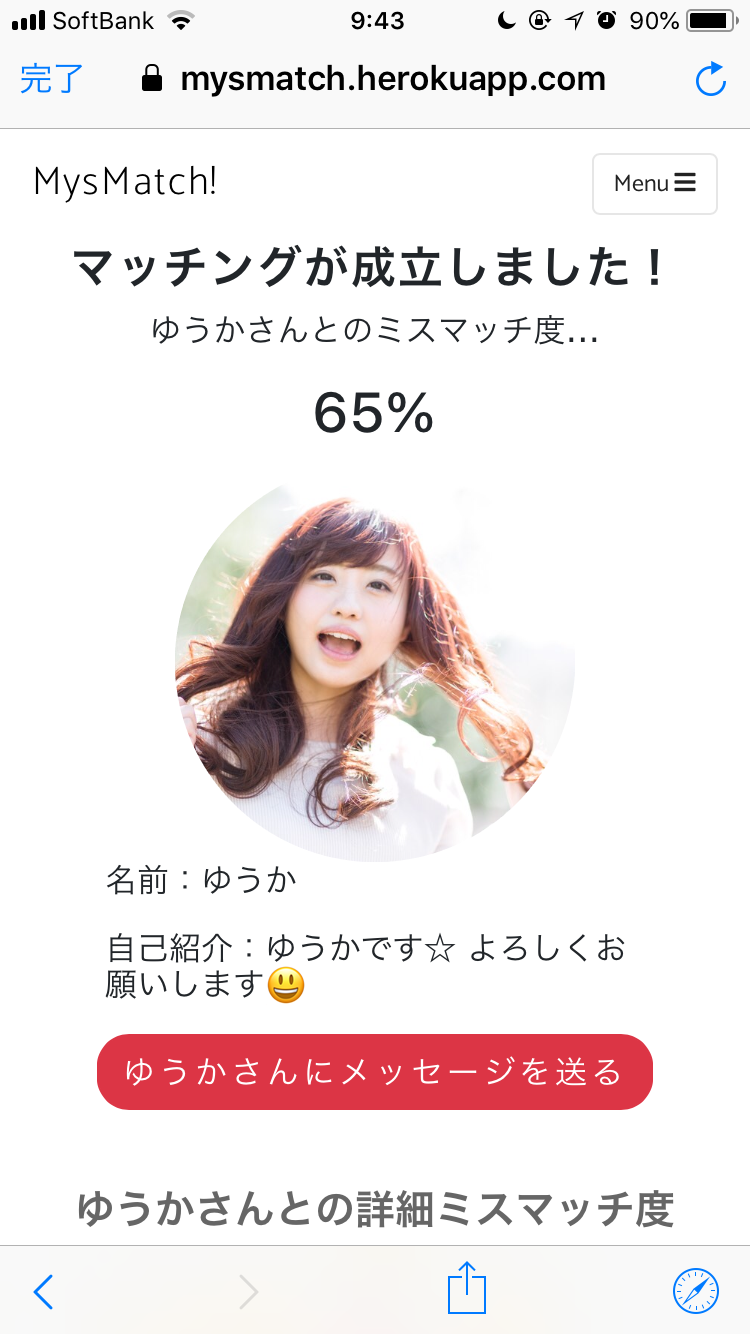 SoftBank 9:43 90%
完了 mysmatch.herokuapp.com
MysMatch! Menu
マッチングが成立しました！
ゆうかさんとのミスマッチ度...
65%
名前：ゆうか
自己紹介：ゆうかです☆ よろしくお
願いします😃
ゆうかさんにメッセージを送る
ゆうかさんとの詳細ミスマッチ度